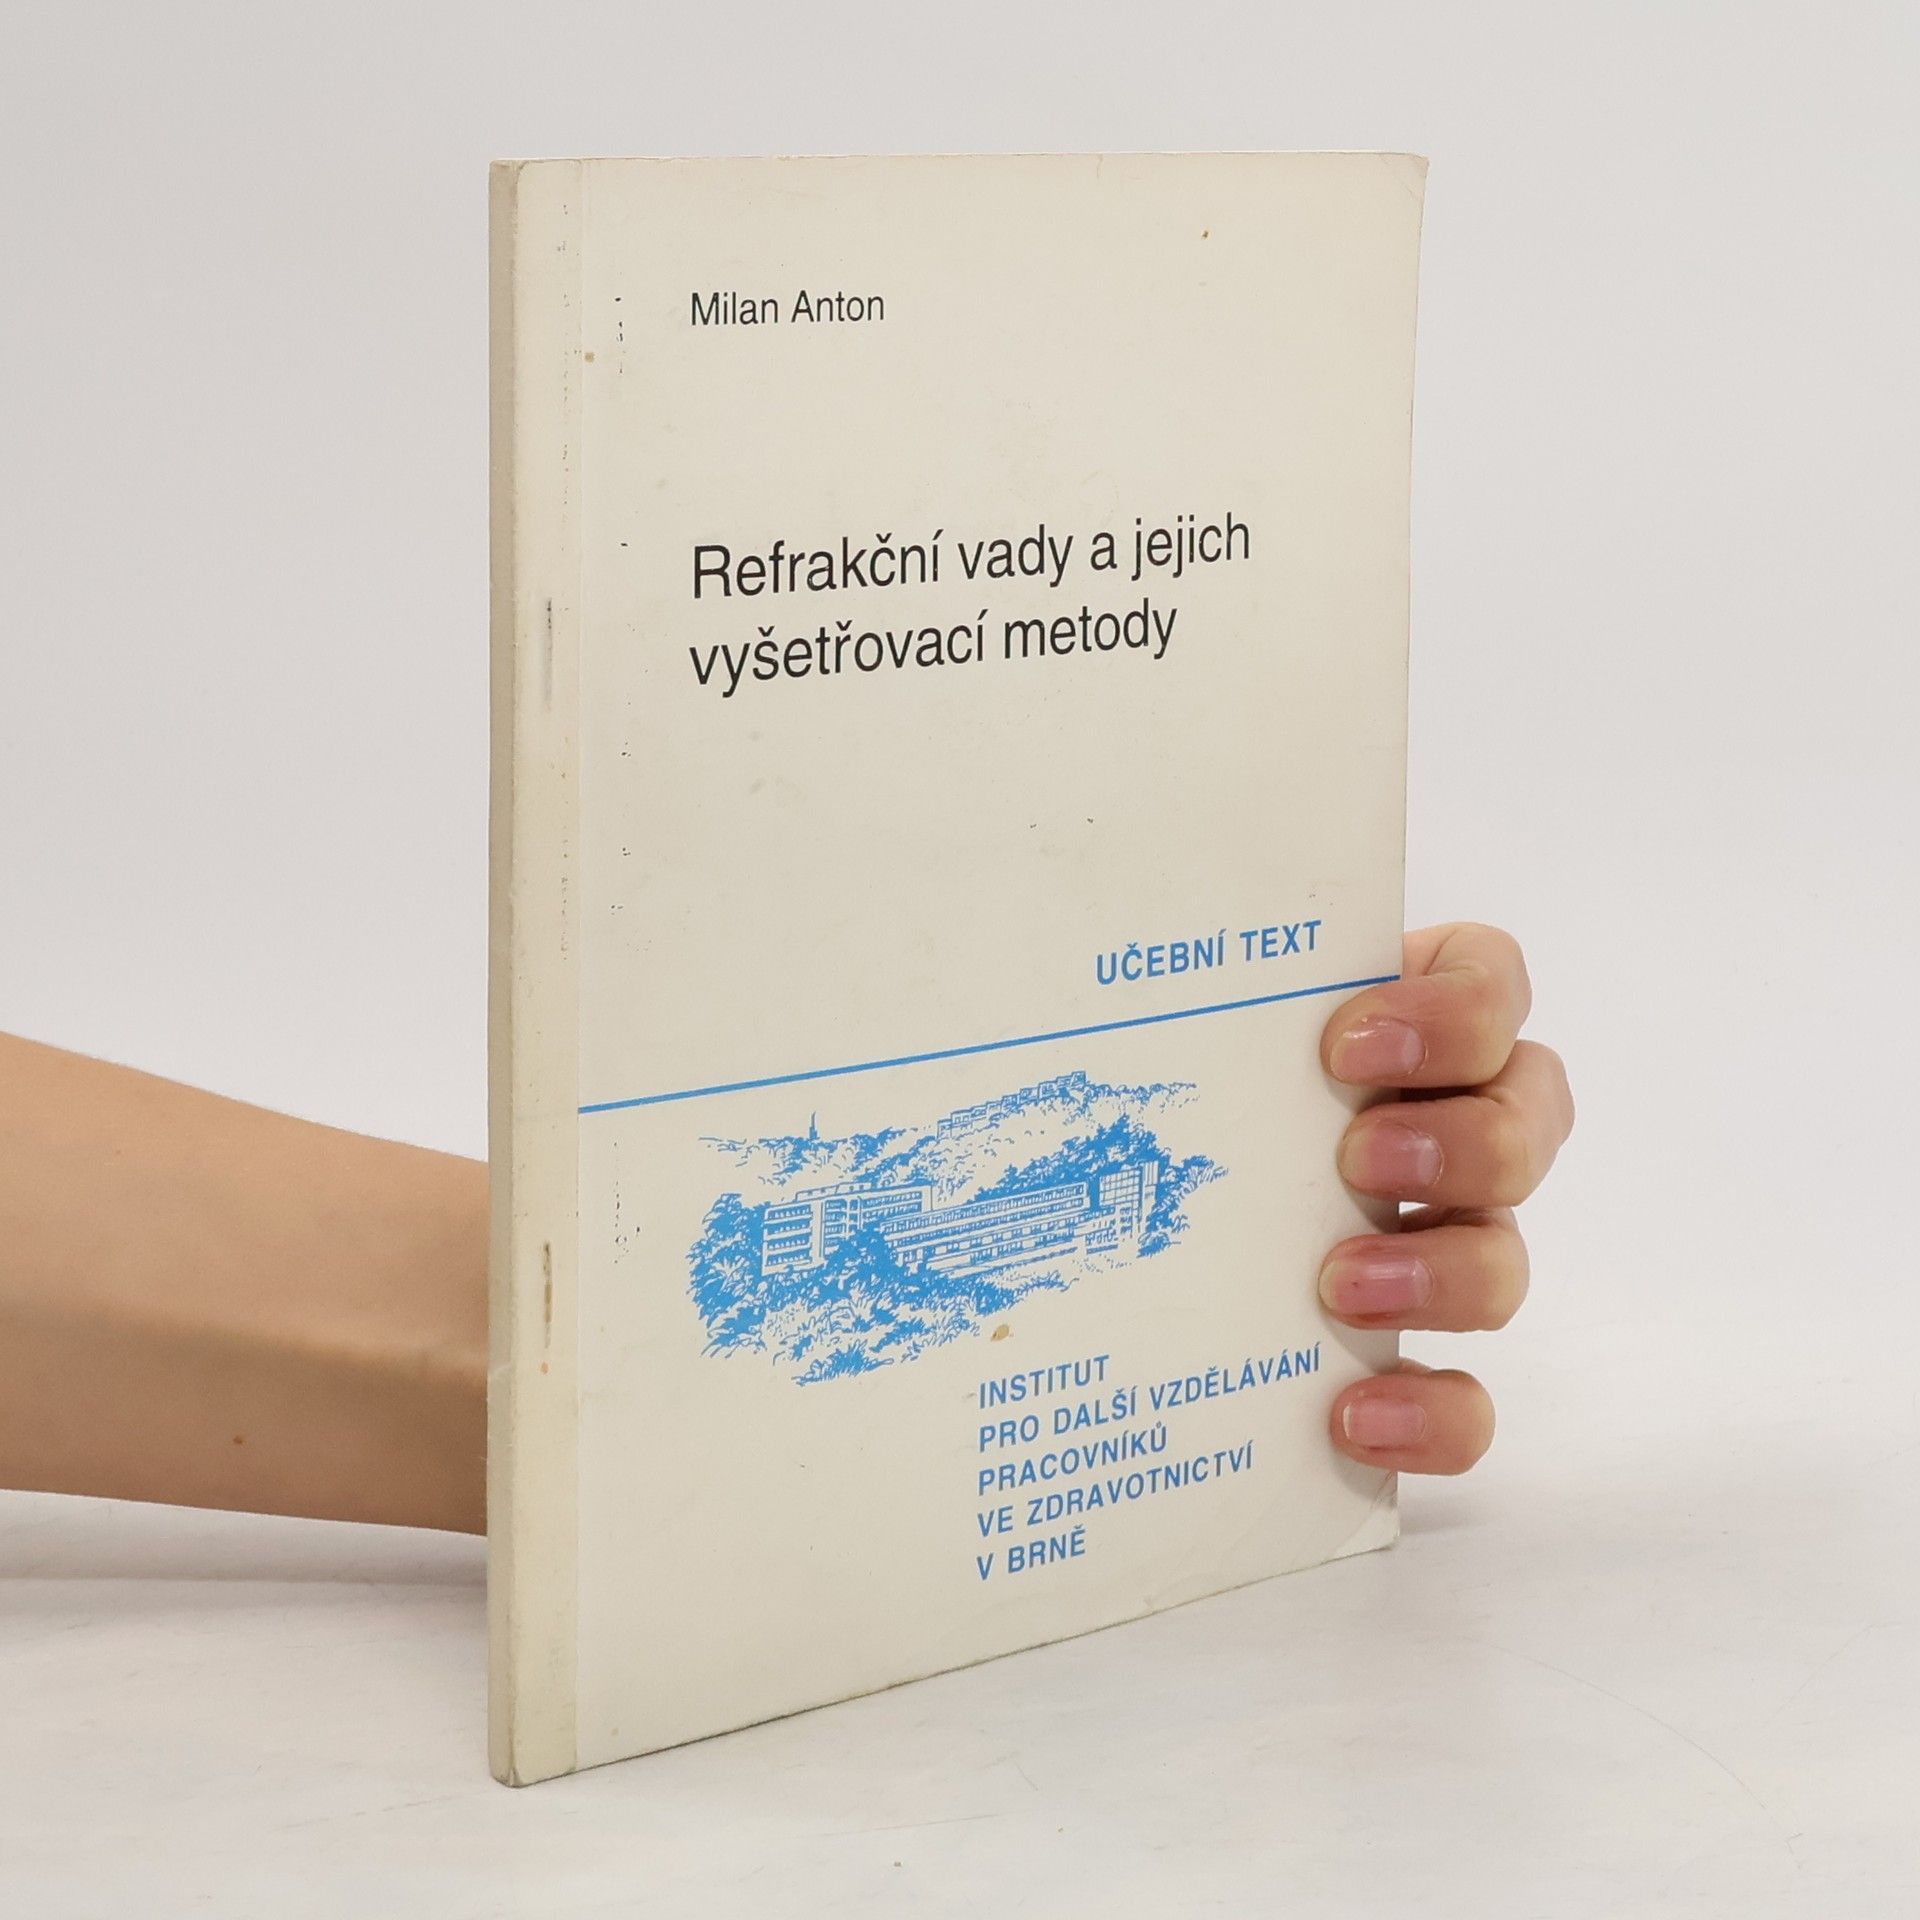 Milan Anton
Refrakční vady a jejich
vyšetřovací metody
UČEBNÍ TEXT
INSTITUT
PRO DALŠÍ VZDĚLÁVÁNÍ
PRACOVNÍKŮ
VE ZDRAVOTNICTVÍ
V BRNĚ